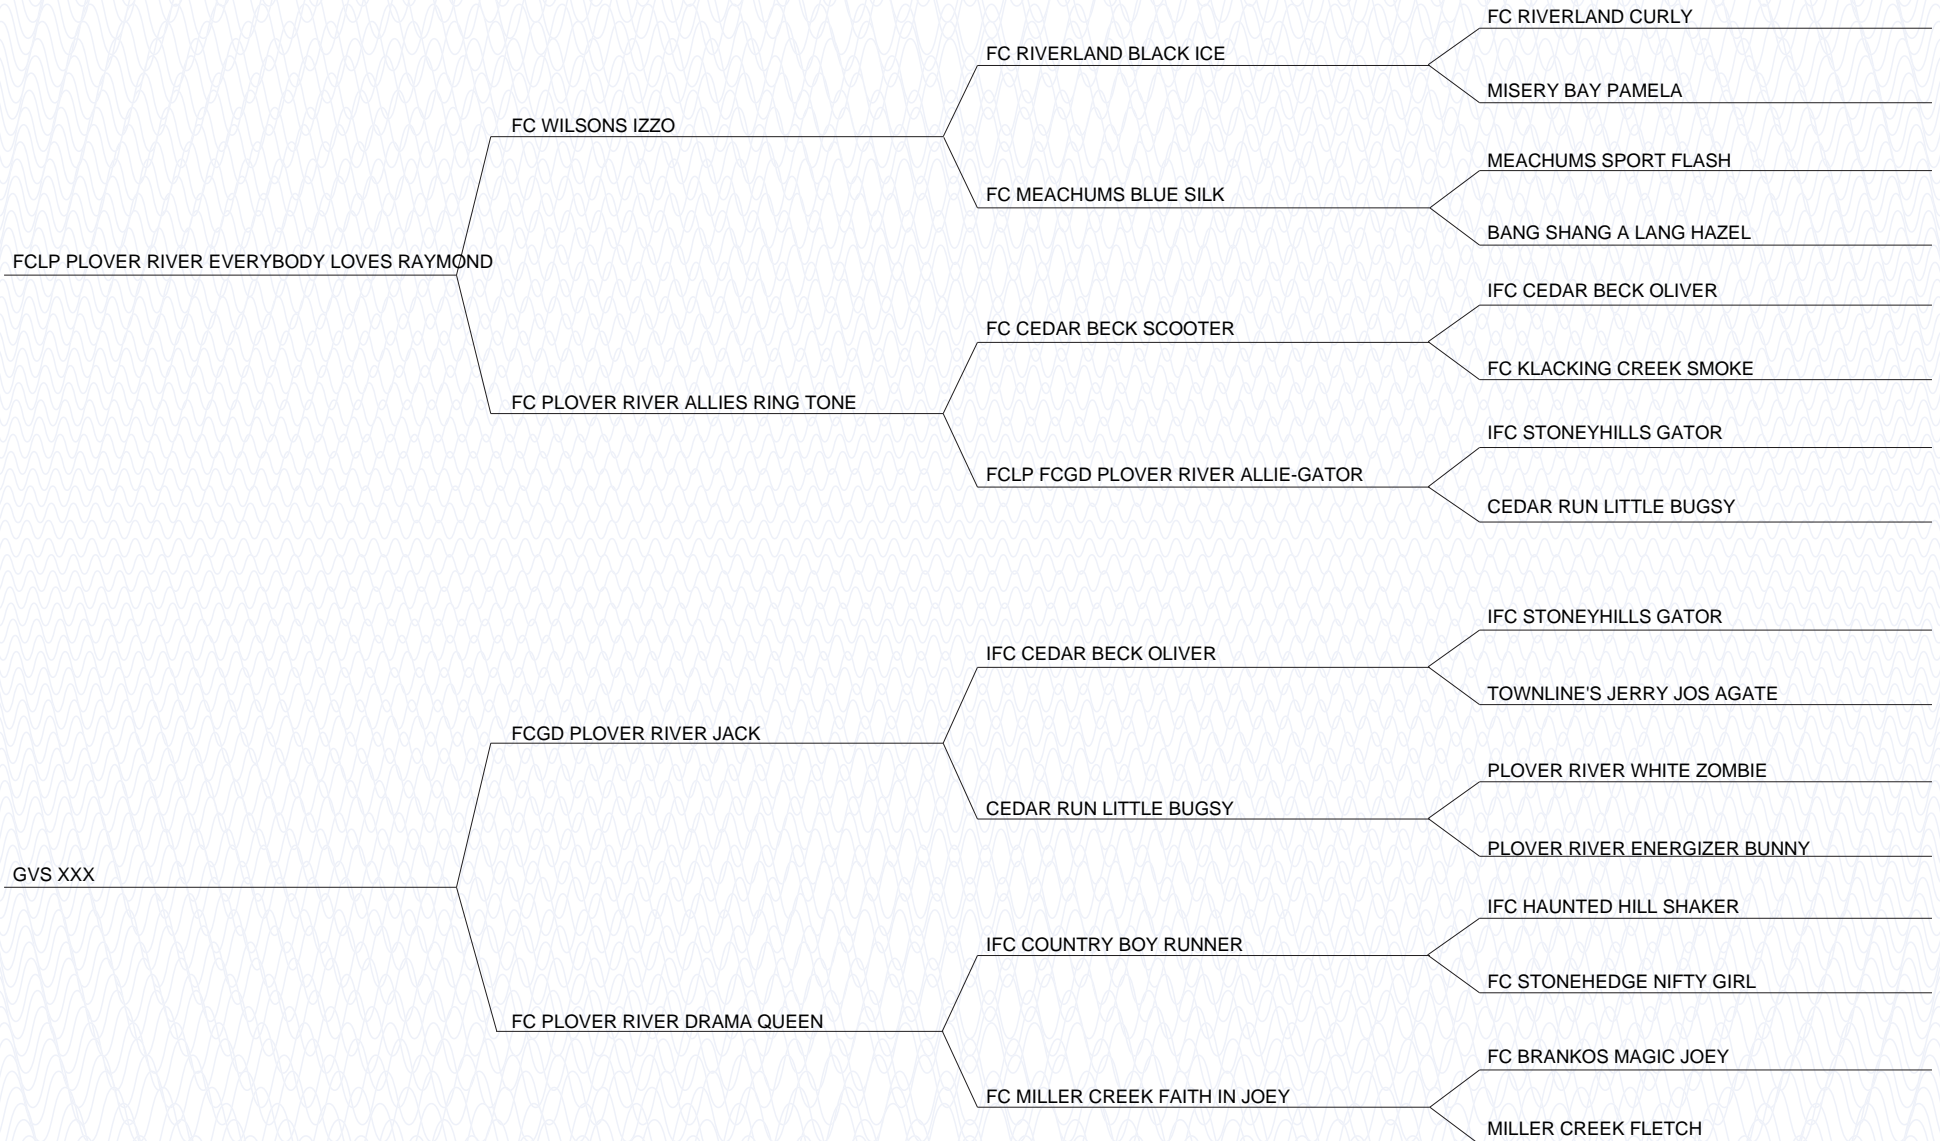 FC RIVERLAND CURLY
FC RIVERLAND BLACK ICE
MISERY BAY PAMELA
FC WILSONS IZZO
MEACHUMS SPORT FLASH
FC MEACHUMS BLUE SILK
BANG SHANG A LANG HAZEL
FCLP PLOVER RIVER EVERYBODY LOVES RAYMOND
IFC CEDAR BECK OLIVER
FC CEDAR BECK SCOOTER
FC KLACKING CREEK SMOKE
FC PLOVER RIVER ALLIES RING TONE
IFC STONEYHILLS GATOR
FCLP FCGD PLOVER RIVER ALLIE-GATOR
CEDAR RUN LITTLE BUGSY
IFC STONEYHILLS GATOR
IFC CEDAR BECK OLIVER
TOWNLINE'S JERRY JOS AGATE
FCGD PLOVER RIVER JACK
PLOVER RIVER WHITE ZOMBIE
CEDAR RUN LITTLE BUGSY
PLOVER RIVER ENERGIZER BUNNY
GVS XXX
IFC HAUNTED HILL SHAKER
IFC COUNTRY BOY RUNNER
FC STONEHEDGE NIFTY GIRL
FC PLOVER RIVER DRAMA QUEEN
FC BRANKOS MAGIC JOEY
FC MILLER CREEK FAITH IN JOEY
MILLER CREEK FLETCH